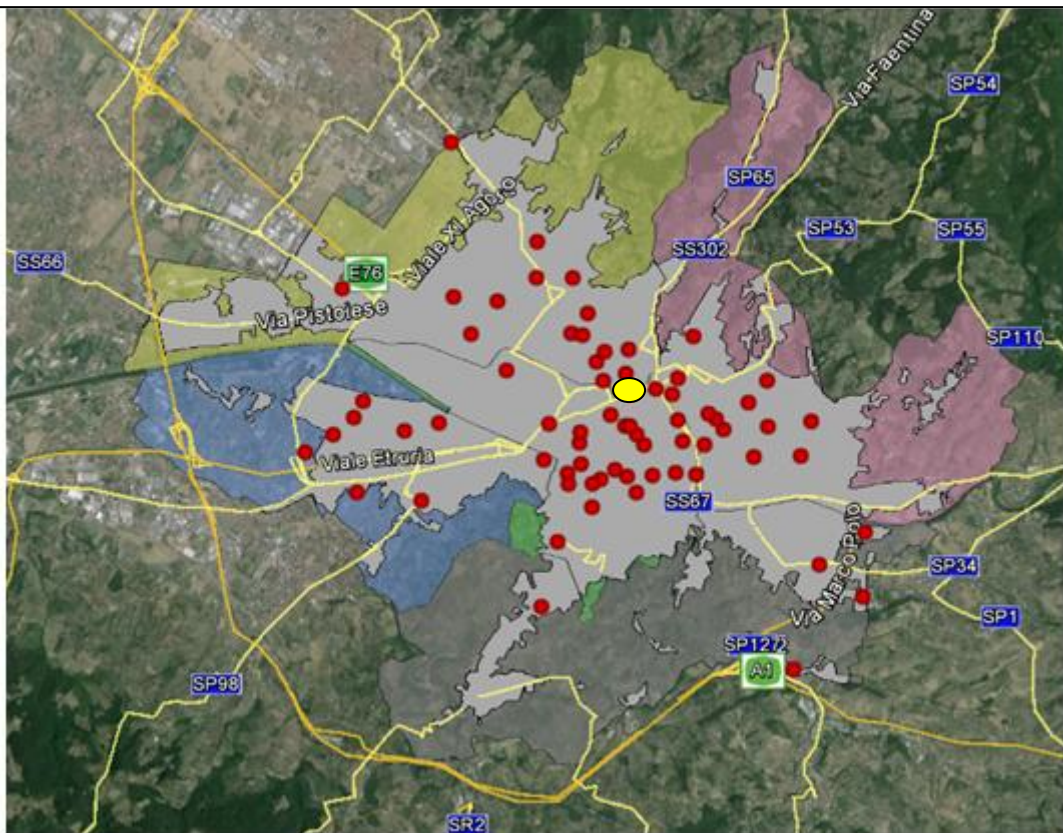 Via Faentina
SP54
SP65
SP53
SP55
SS302
SS66
E76
Viale XI Agosto
Via Pistoiese
SP110
Viale Etruria
SS67
Via Marco Polo
SP34
SP1
SP127/2
A1
SP98
SR2